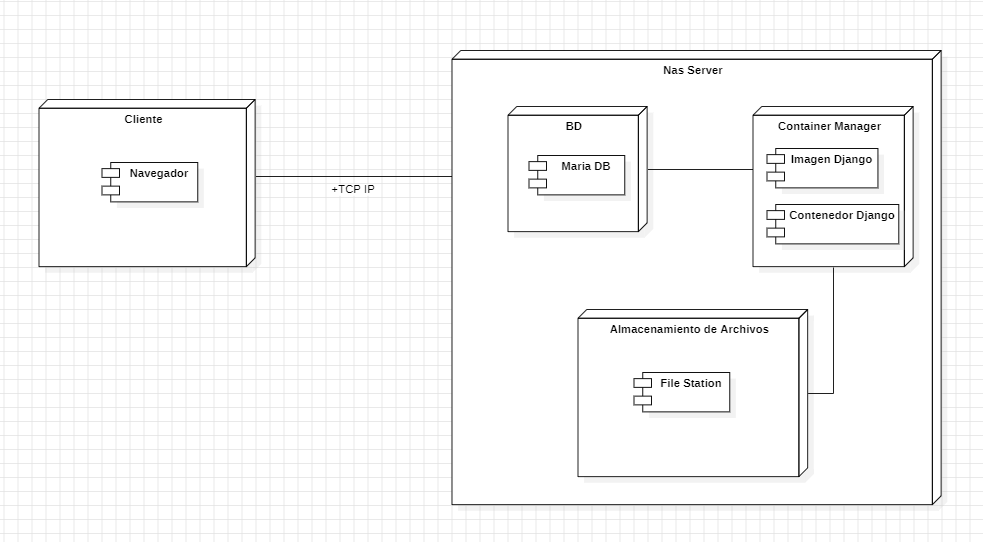 Nas Server
Cliente
Navegador
+TCP IP
BD
Maria DB
Container Manager
Imagen Django
Contenedor Django
Almacenamiento de Archivos
File Station